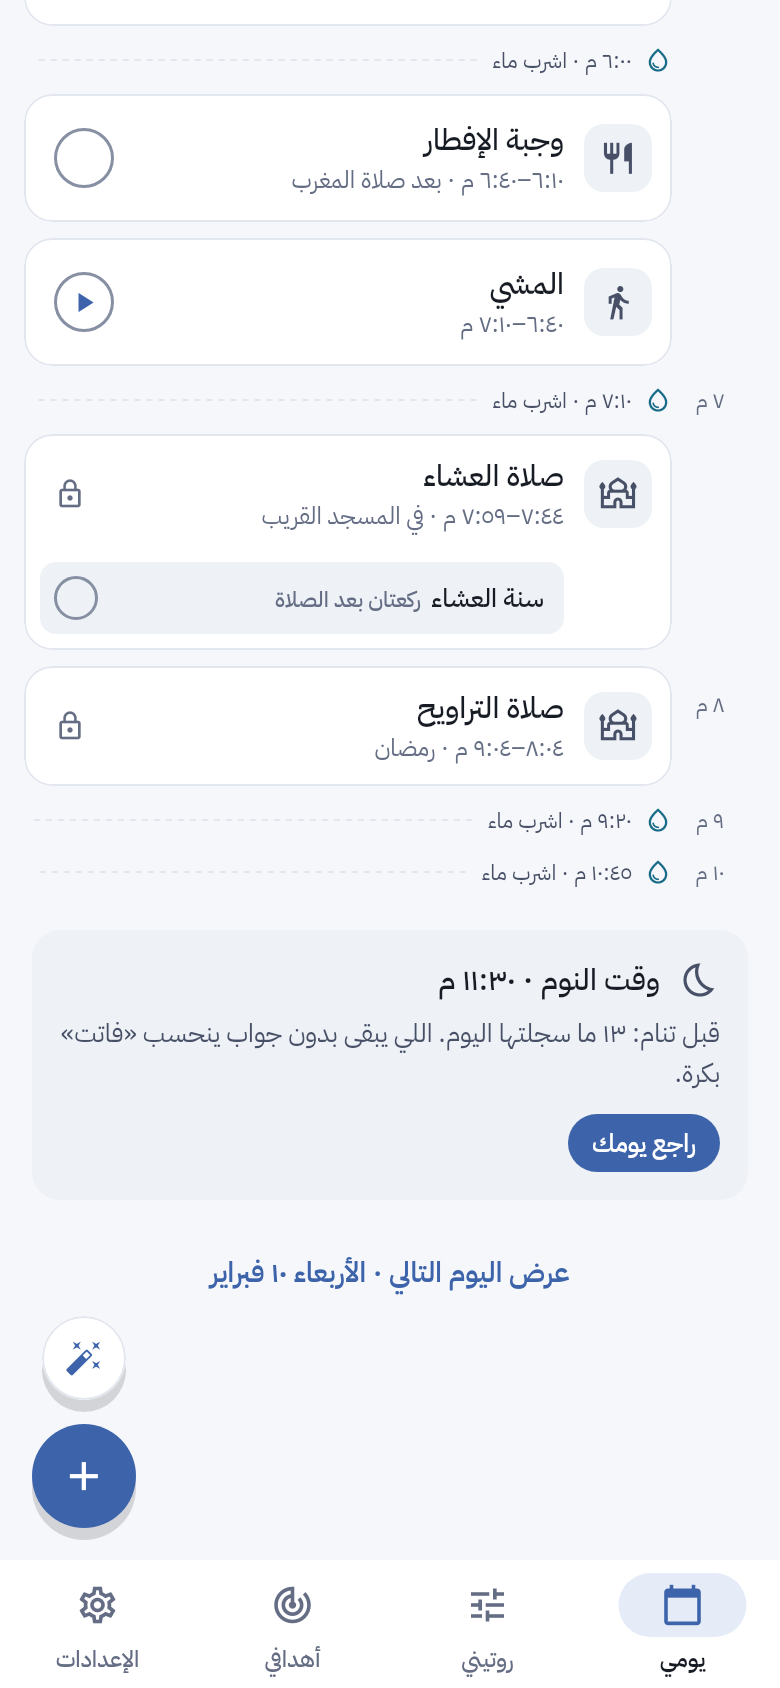 ٦:٠٠ م · اشرب ماء
وجبة الإفطار
٦:١٠–٦:٤٠ م · بعد صلاة المغرب
المشي
٦:٤٠–٧:١٠ م
٧ م
٧:١٠ م · اشرب ماء
صلاة العشاء
٧:٤٤–٧:٥٩ م · في المسجد القريب
سنة العشاء ركعتان بعد الصلاة
٨ م
صلاة التراويح
٨:٠٤–٩:٠٤ م · رمضان
٩ م
٩:٢٠ م · اشرب ماء
١٠ م
١٠:٤٥ م · اشرب ماء
وقت النوم · ١١:٣٠ م
قبل تنام: ١٣ ما سجلتها اليوم. اللي يبقى بدون جواب ينحسب «فاتت»
بكرة.
راجع يومك
عرض اليوم التالي · الأربعاء ١٠ فبراير
يومي
روتيني
أهدافي
الإعدادات